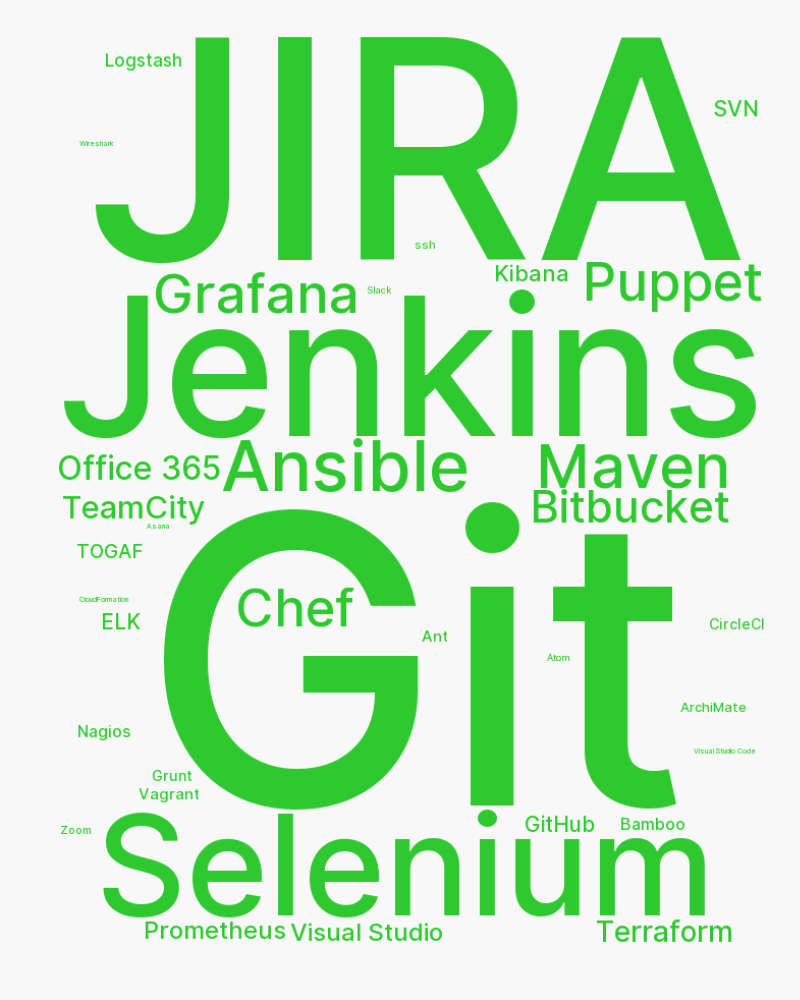 JIRA
Logstash
SVN
Wireshark
ssh
Kibana
Puppet
Grafana
Slack
Jenkins
Office 365
Ansible
Maven
TeamCity
Bitbucket
Asana
TOGAF
Git
Chef
CloudFormation
ELK
CircleCI
Ant
Atom
ArchiMate
Nagios
Visual Studio Code
Grunt
Vagrant
Selenium
GitHub
Bamboo
Zoom
Prometheus
Visual Studio
Terraform